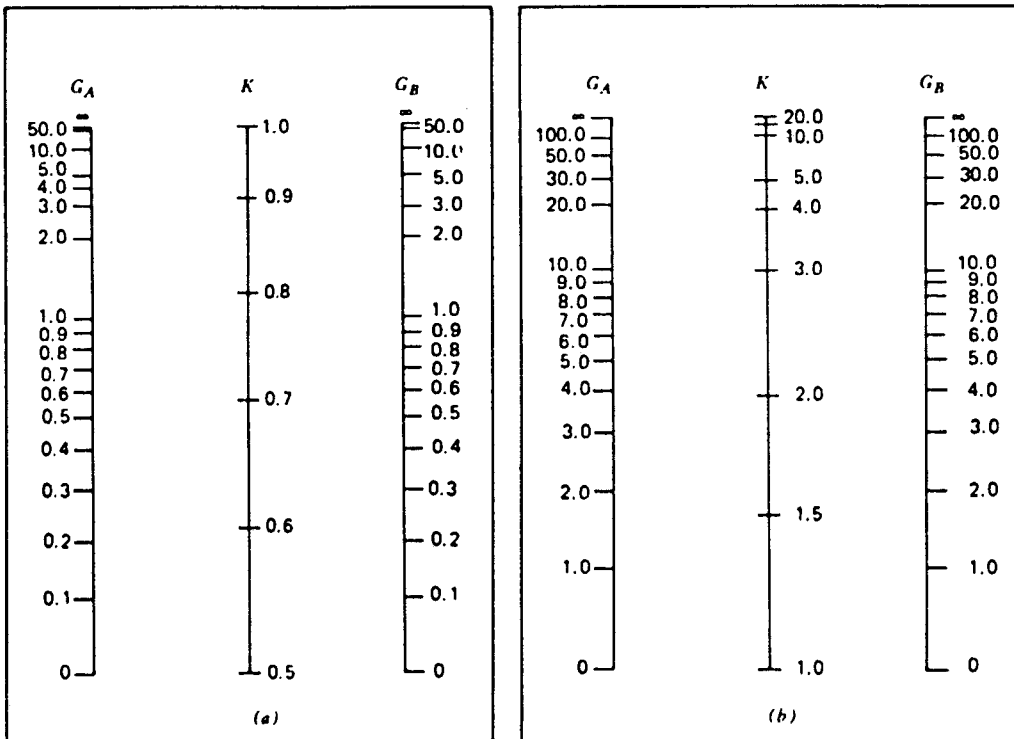 G_A K G_B
∞ ∞
50.0 1.0 50.0
10.0 10.0
5.0 5.0
4.0 0.9
3.0 3.0
2.0 2.0
0.8
1.0 1.0
0.9 0.9
0.8 0.8
0.7 0.7
0.6 0.7 0.6
0.5 0.5
0.4 0.4
0.3 0.3
0.2 0.6 0.2
0.1 0.1
0 0.5 0
(a)
G_A K G_B
∞ 20.0 ∞
100.0 10.0 100.0
50.0 50.0
30.0 5.0 30.0
20.0 4.0 20.0
10.0 3.0 10.0
9.0 9.0
8.0 8.0
7.0 7.0
6.0 6.0
5.0 5.0
4.0 2.0 4.0
3.0 3.0
2.0 2.0
1.5
1.0 1.0
0 1.0 0
(b)